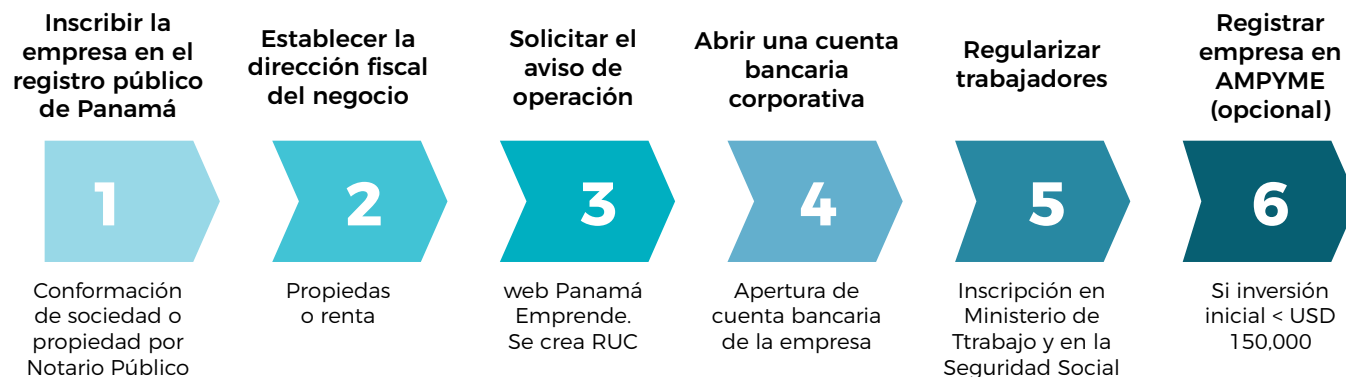 Inscribir la
empresa en el
registro público
de Panamá
1
Conformación
de sociedad o
propiedad por
Notario Público
Establecer la
dirección fiscal
del negocio
2
Propiedas
o renta
Solicitar el
aviso de
operación
3
web Panamá
Emprende.
Se crea RUC
Abrir una cuenta
bancaria
corporativa
4
Apertura de
cuenta bancaria
de la empresa
Regularizar
trabajadores
5
Inscripción en
Ministerio de
Ttrabajo y en la
Seguridad Social
Registrar
empresa en
AMPYME
(opcional)
6
Si inversión
inicial < USD
150,000